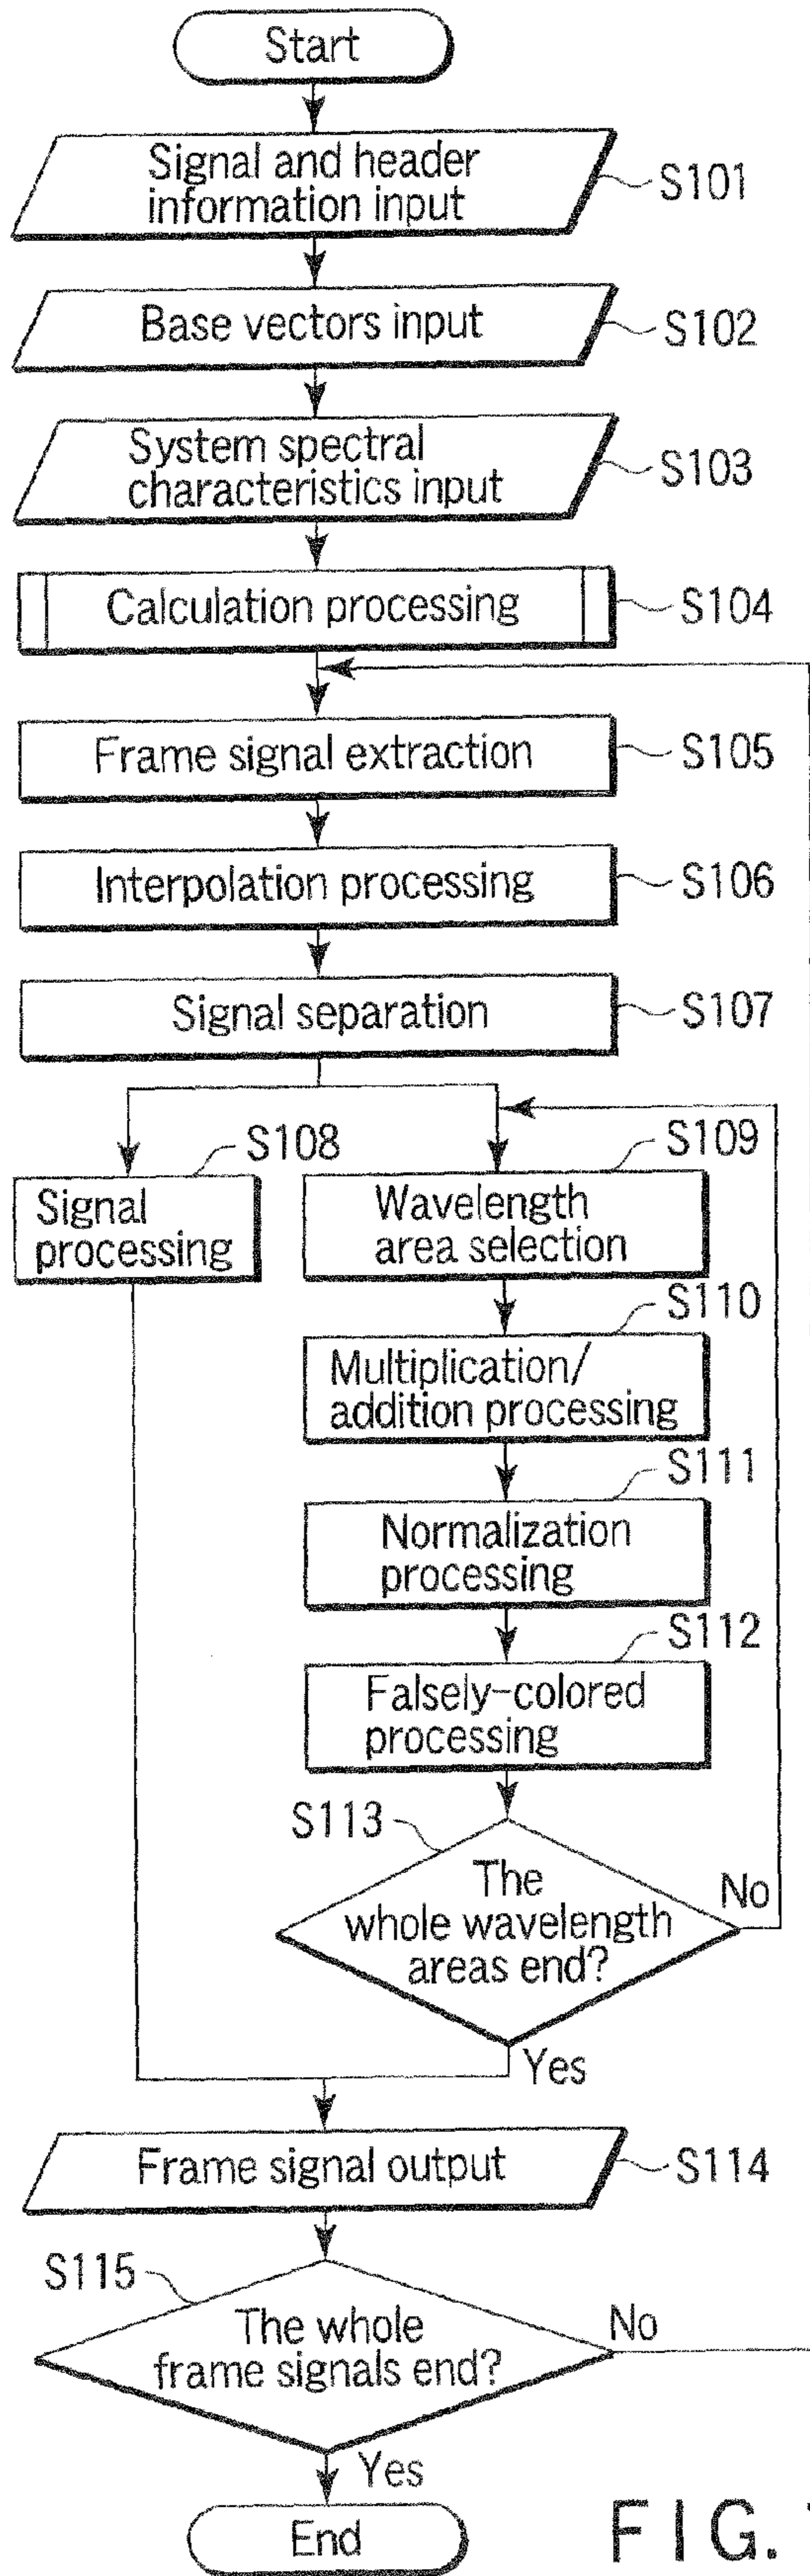 Start
Signal and header
information input
S101
Base vectors input
S102
System spectral
characteristics input
S103
Calculation processing
S104
Frame signal extraction
S105
Interpolation processing
S106
Signal separation
S107
S108
Signal
processing
S109
Wavelength
area selection
S110
Multiplication/
addition processing
S111
Normalization
processing
S112
Falsely-colored
processing
S113
The
whole wavelength
areas end?
No
Yes
Frame signal output
S114
S115
The whole
frame signals end?
No
Yes
End
FIG.